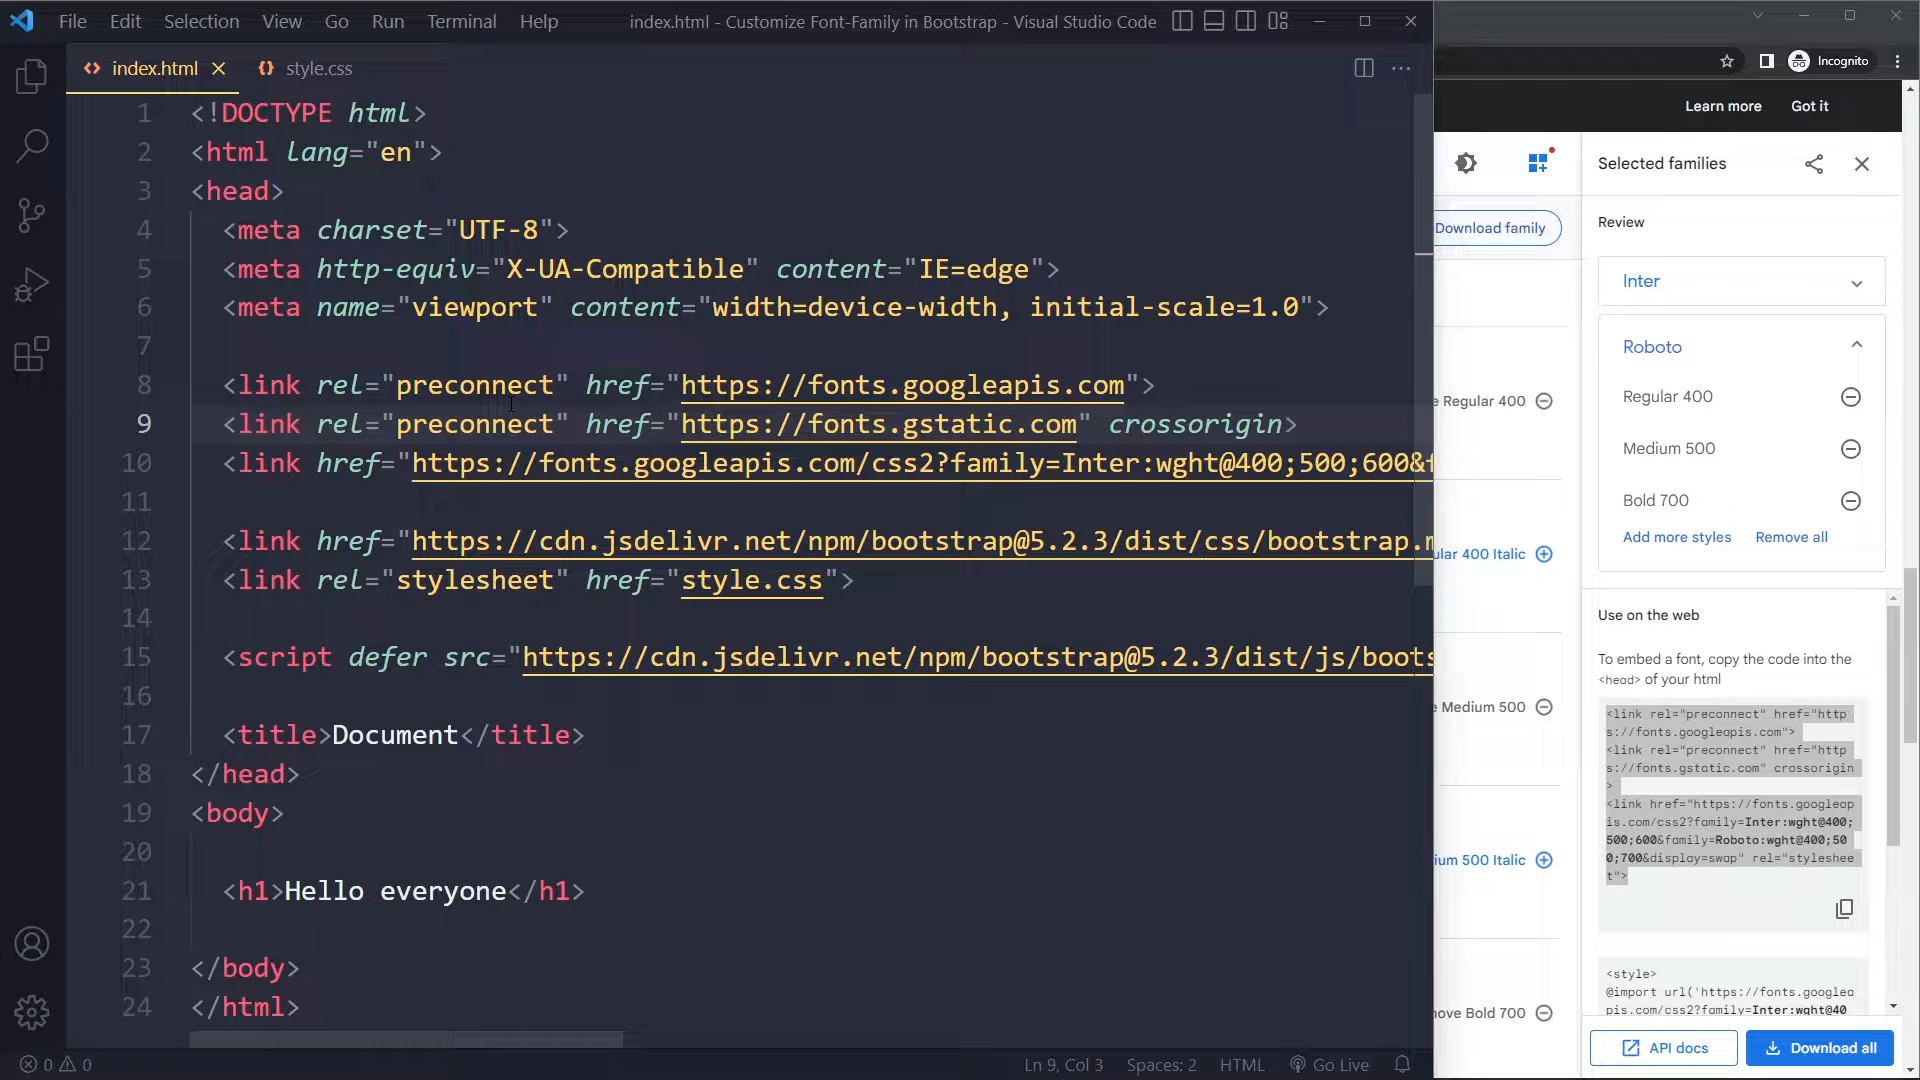 File Edit Selection View Go Run Terminal Help index.html - Customize Font-Family in Bootstrap - Visual Studio Code
index.html style.css
1 <!DOCTYPE html>
2 <html lang="en">
3 <head>
4 <meta charset="UTF-8">
5 <meta http-equiv="X-UA-Compatible" content="IE=edge">
6 <meta name="viewport" content="width=device-width, initial-scale=1.0">
7
8 <link rel="preconnect" href="https://fonts.googleapis.com">
9 <link rel="preconnect" href="https://fonts.gstatic.com" crossorigin>
10 <link href="https://fonts.googleapis.com/css2?family=Inter:wght@400;500;600&f
11
12 <link href="https://cdn.jsdelivr.net/npm/bootstrap@5.2.3/dist/css/bootstrap.m
13 <link rel="stylesheet" href="style.css">
14
15 <script defer src="https://cdn.jsdelivr.net/npm/bootstrap@5.2.3/dist/js/boots
16
17 <title>Document</title>
18 </head>
19 <body>
20
21 <h1>Hello everyone</h1>
22
23 </body>
24 </html>
0 0 Ln 9, Col 3 Spaces: 2 HTML Go Live
Incognito
Learn more Got it
Download family
e Regular 400
ular 400 Italic
e Medium 500
ium 500 Italic
ove Bold 700
Selected families
Review
Inter
Roboto
Regular 400
Medium 500
Bold 700
Add more styles Remove all
Use on the web
To embed a font, copy the code into the
<head> of your html
<link rel="preconnect" href="http
s://fonts.googleapis.com">
<link rel="preconnect" href="http
s://fonts.gstatic.com" crossorigin
>
<link href="https://fonts.googleap
is.com/css2?family=Inter:wght@400;
500;600&family=Roboto:wght@400;50
0;700&display=swap" rel="styleshee
t">
<style>
@import url('https://fonts.googlea
pis.com/css2?family=Inter:wght@40
API docs Download all